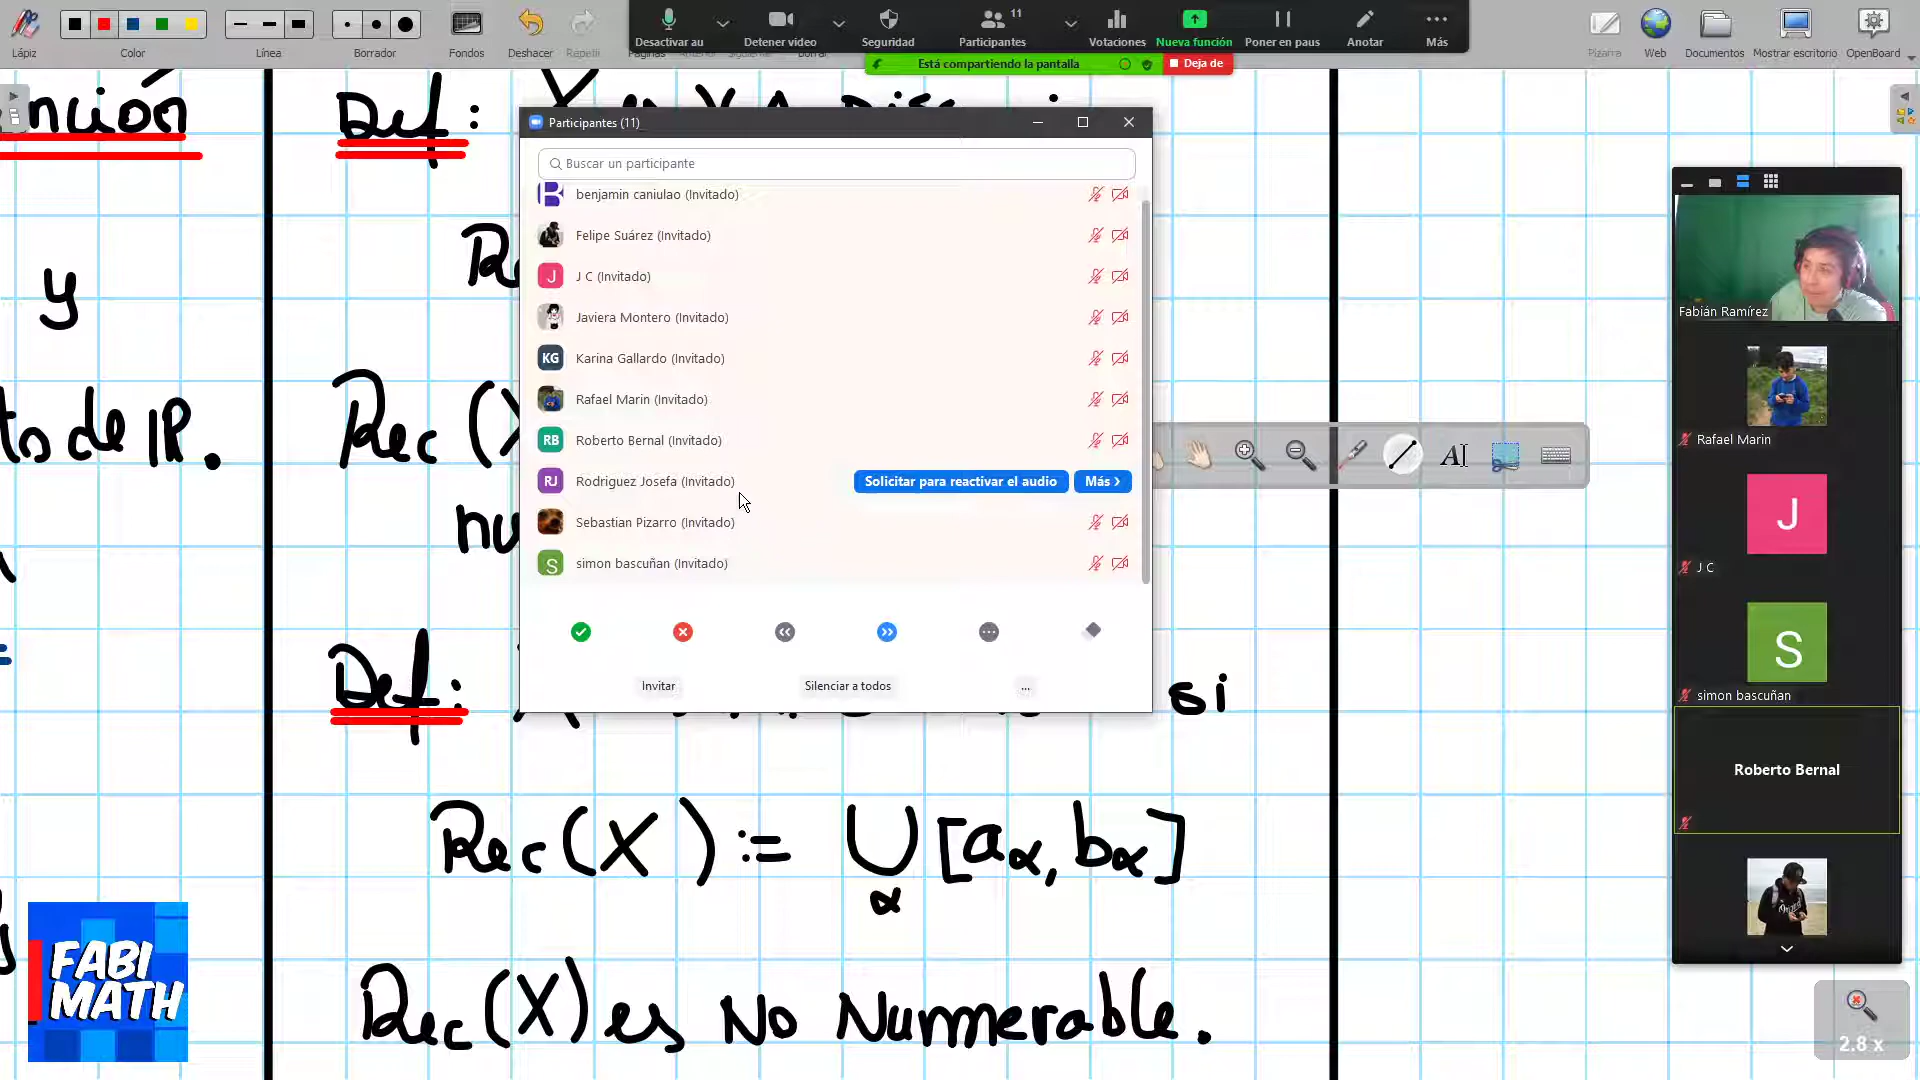 Lápiz
Color
Línea
Borrador
Fondos
Deshacer
Repetir
Páginas
Borrar
Desactivar au
Detener video
Seguridad
Participantes
11
Votaciones
Nueva función
Poner en paus
Anotar
Más
Pizarra
Web
Documentos
Mostrar escritorio
OpenBoard
Está compartiendo la pantalla
Deja de
nción
y
to de IR.
Def:
Rec (X
nu
Participantes (11)
Buscar un participante
benjamin caniulao (Invitado)
Felipe Suárez (Invitado)
J
J C (Invitado)
Javiera Montero (Invitado)
KG
Karina Gallardo (Invitado)
Rafael Marin (Invitado)
RB
Roberto Bernal (Invitado)
RJ
Rodriguez Josefa (Invitado)
Solicitar para reactivar el audio
Más
Sebastian Pizarro (Invitado)
S
simon bascuñan (Invitado)
Invitar
Silenciar a todos
...
Def:
si
Rec(X) := ∪ [aα, bα]
α
Rec(X) es No Numerable.
Fabián Ramírez
Rafael Marin
J
J C
S
simon bascuñan
Roberto Bernal
FABI
MATH
2.8 x